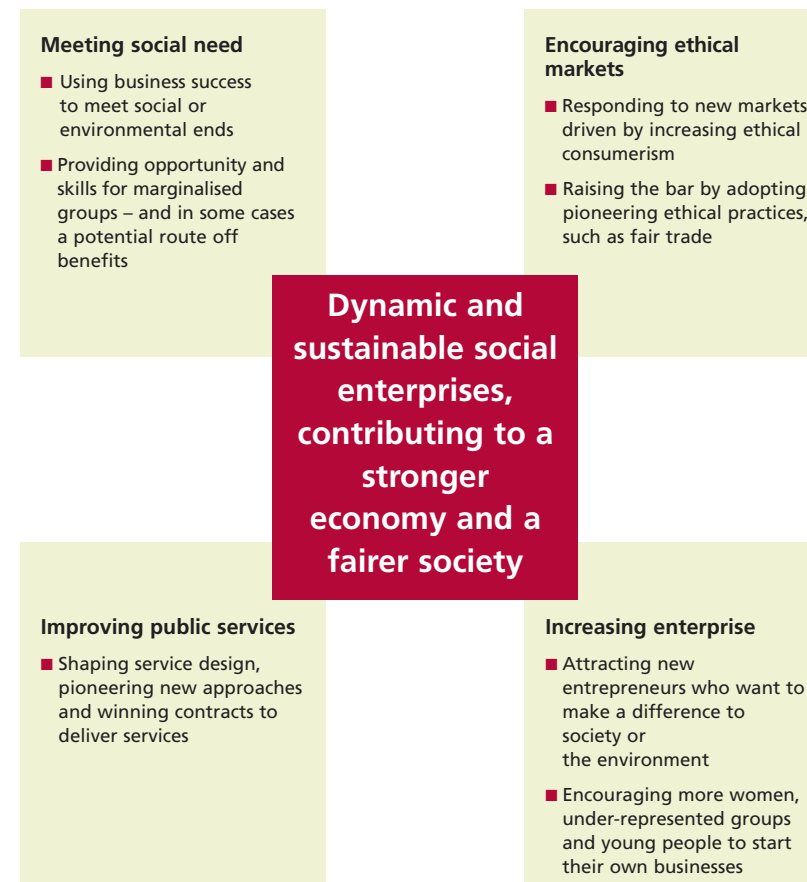 Meeting social need
■ Using business success
to meet social or
environmental ends
■ Providing opportunity and
skills for marginalised
groups – and in some cases
a potential route off
benefits
Encouraging ethical
markets
■ Responding to new markets
driven by increasing ethical
consumerism
■ Raising the bar by adopting
pioneering ethical practices,
such as fair trade
Dynamic and
sustainable social
enterprises,
contributing to a
stronger
economy and a
fairer society
Improving public services
■ Shaping service design,
pioneering new approaches
and winning contracts to
deliver services
Increasing enterprise
■ Attracting new
entrepreneurs who want to
make a difference to
society or
the environment
■ Encouraging more women,
under-represented groups
and young people to start
their own businesses